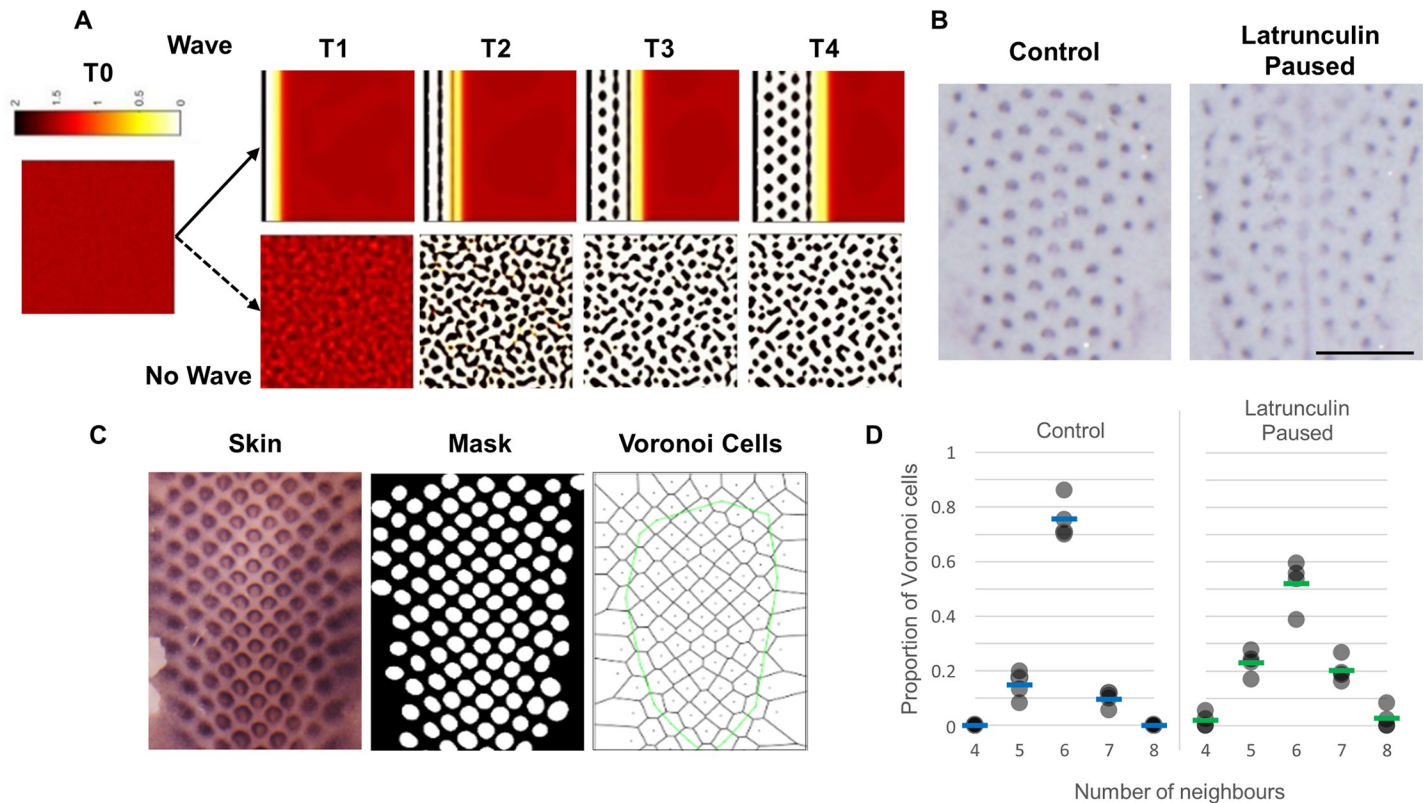 A
Wave
T0
2
1.5
1
0.5
0
T1
T2
T3
T4
No Wave
B
Control
Latrunculin
Paused
C
Skin
Mask
Voronoi Cells
D
Control
Latrunculin
Paused
Proportion of Voronoi cells
1
0.8
0.6
0.4
0.2
0
4 5 6 7 8
4 5 6 7 8
Number of neighbours